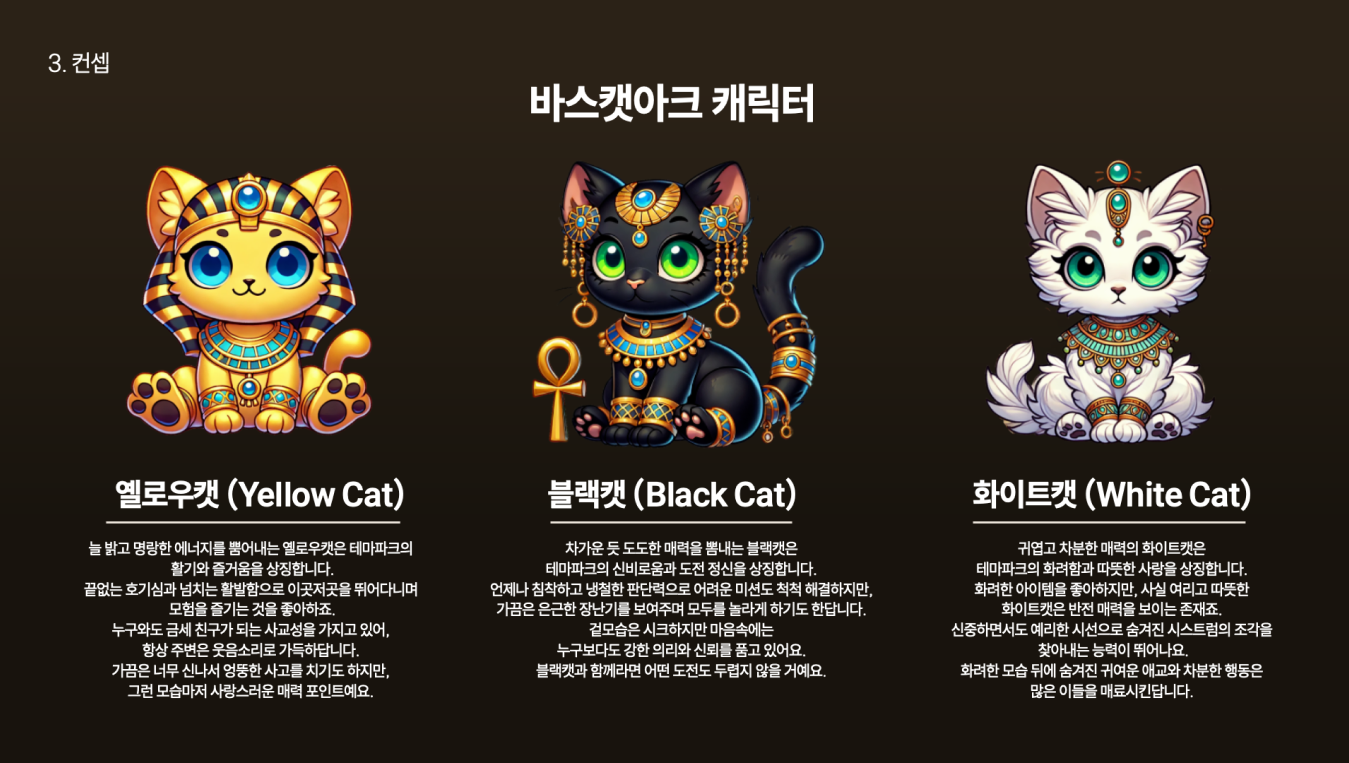 3. 컨셉
바스캣아크 캐릭터
옐로우캣 (Yellow Cat)
늘 밝고 명랑한 에너지를 뿜어내는 옐로우캣은 테마파크의
활기와 즐거움을 상징합니다.
끝없는 호기심과 넘치는 활발함으로 이곳저곳을 뛰어다니며
모험을 즐기는 것을 좋아하죠.
누구와도 금세 친구가 되는 사교성을 가지고 있어,
항상 주변은 웃음소리로 가득하답니다.
가끔은 너무 신나서 엉뚱한 사고를 치기도 하지만,
그런 모습마저 사랑스러운 매력 포인트예요.
블랙캣 (Black Cat)
차가운 듯 도도한 매력을 뽐내는 블랙캣은
테마파크의 신비로움과 도전 정신을 상징합니다.
언제나 침착하고 냉철한 판단력으로 어려운 미션도 척척 해결하지만,
가끔은 은근한 장난기를 보여주며 모두를 놀라게 하기도 한답니다.
겉모습은 시크하지만 마음속에는
누구보다도 강한 의리와 신뢰를 품고 있어요.
블랙캣과 함께라면 어떤 도전도 두렵지 않을 거예요.
화이트캣 (White Cat)
귀엽고 차분한 매력의 화이트캣은
테마파크의 화려함과 따뜻한 사랑을 상징합니다.
화려한 아이템을 좋아하지만, 사실 여리고 따뜻한
화이트캣은 반전 매력을 보이는 존재죠.
신중하면서도 예리한 시선으로 숨겨진 시스트럼의 조각을
찾아내는 능력이 뛰어나요.
화려한 모습 뒤에 숨겨진 귀여운 애교와 차분한 행동은
많은 이들을 매료시킨답니다.